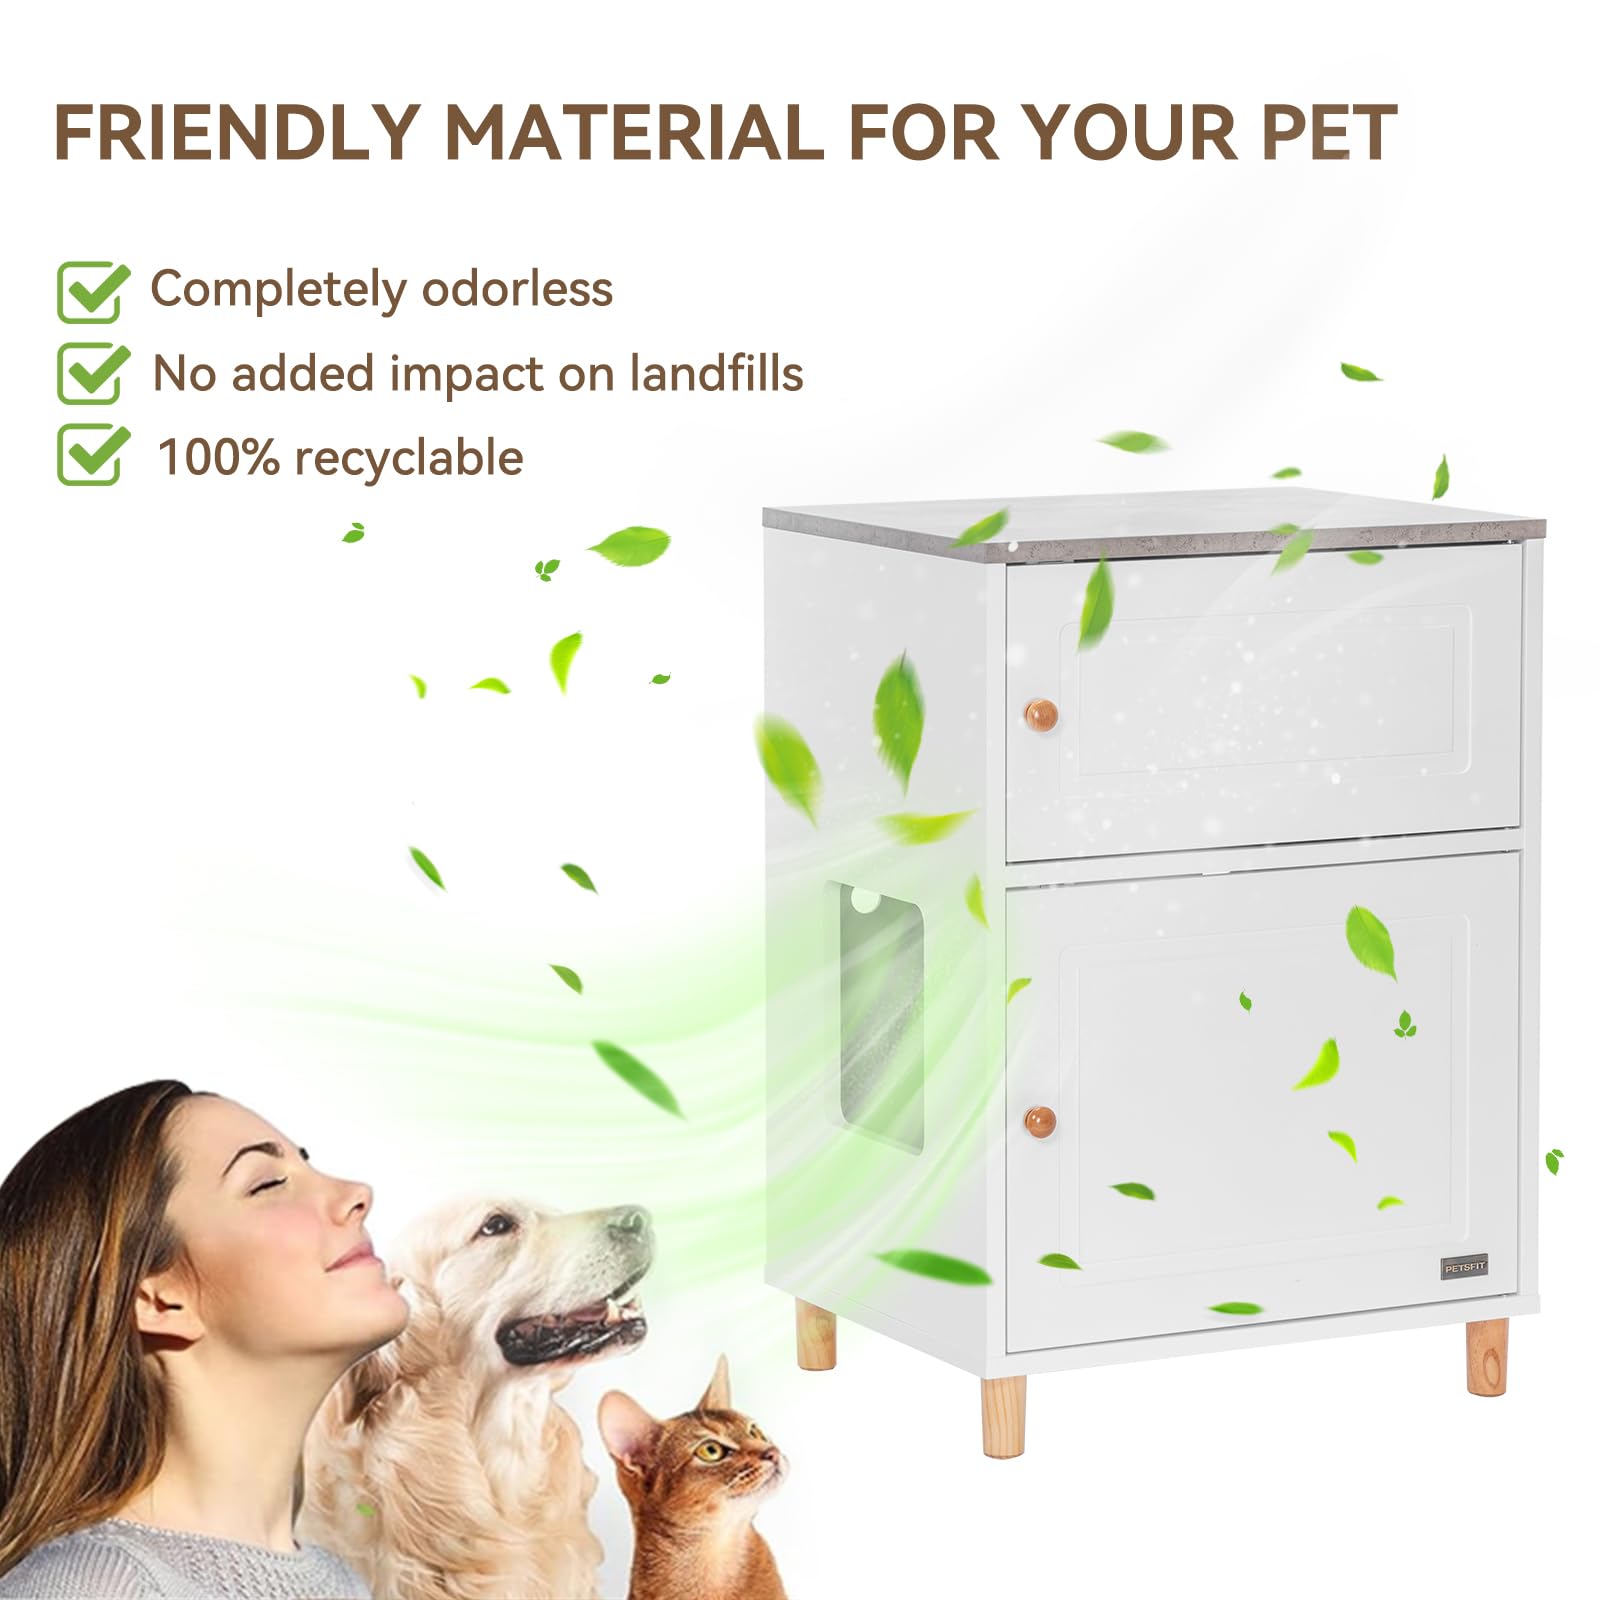 FRIENDLY MATERIAL FOR YOUR PET
Completely odorless
No added impact on landfills
100% recyclable
PETSFIT